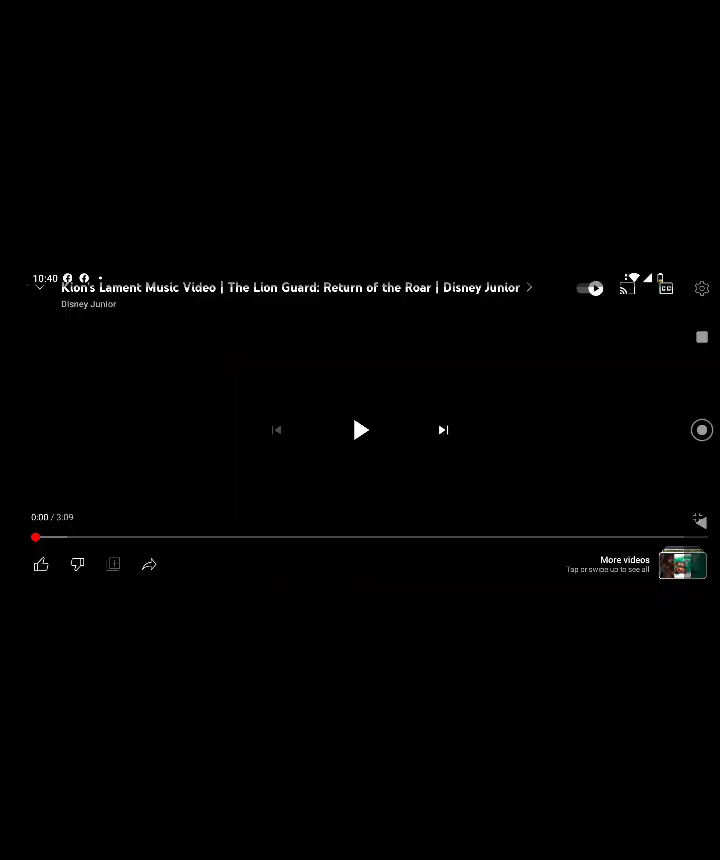 10:40
Kion's Lament Music Video | The Lion Guard: Return of the Roar | Disney Junior
Disney Junior
CC
0:00 / 3:09
More videos
Tap or swipe up to see all